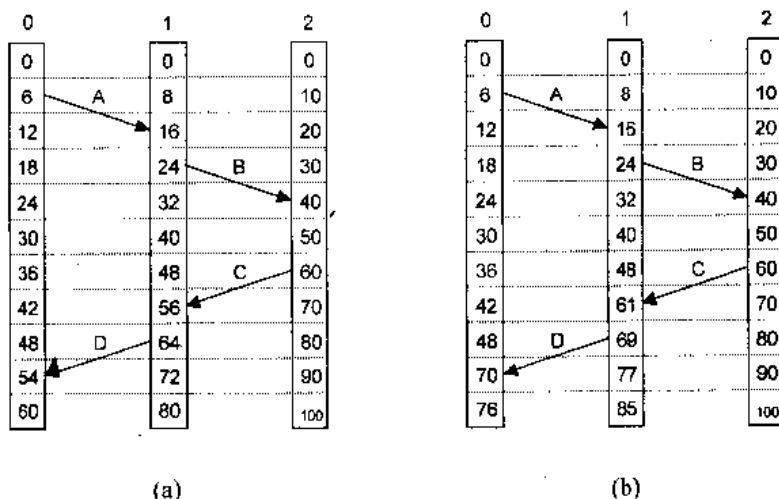 0 1 2 0 1 2
0 0 0 0 0 0
6 A 8 10 6 A 8 10
12 16 20 12 16 20
18 24 B 30 18 24 B 30
24 32 40 24 32 40
30 40 50 30 40 50
36 48 C 60 36 48 C 60
42 56 70 42 61 70
48 D 64 80 48 D 69 80
54 72 90 70 77 90
60 80 100 76 85 100
(a) (b)